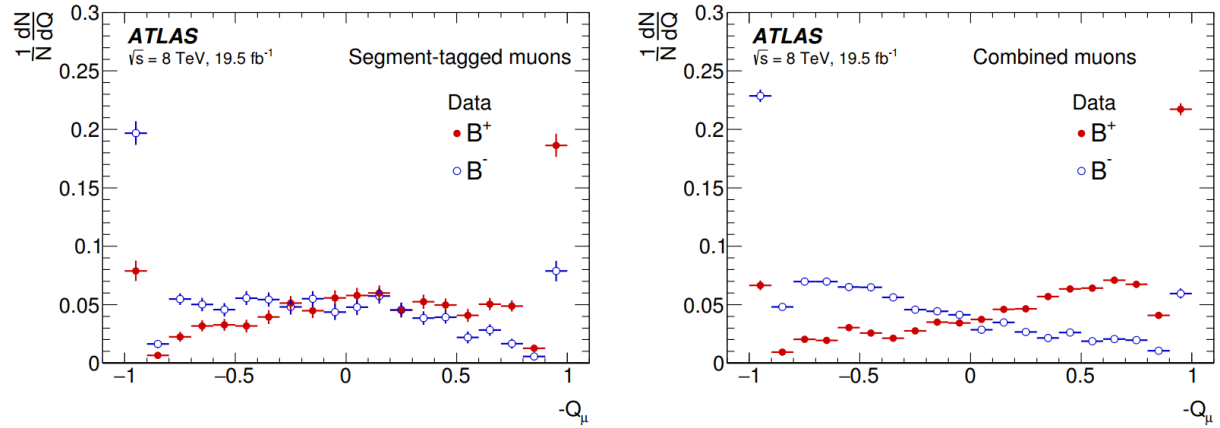 1 dN
N dQ
ATLAS
√s = 8 TeV, 19.5 fb⁻¹
Segment-tagged muons
Data
B⁺
B⁻
0.3
0.25
0.2
0.15
0.1
0.05
0
−1
−0.5
0
0.5
1
-Qμ
1 dN
N dQ
ATLAS
√s = 8 TeV, 19.5 fb⁻¹
Combined muons
Data
B⁺
B⁻
0.3
0.25
0.2
0.15
0.1
0.05
0
−1
−0.5
0
0.5
1
-Qμ